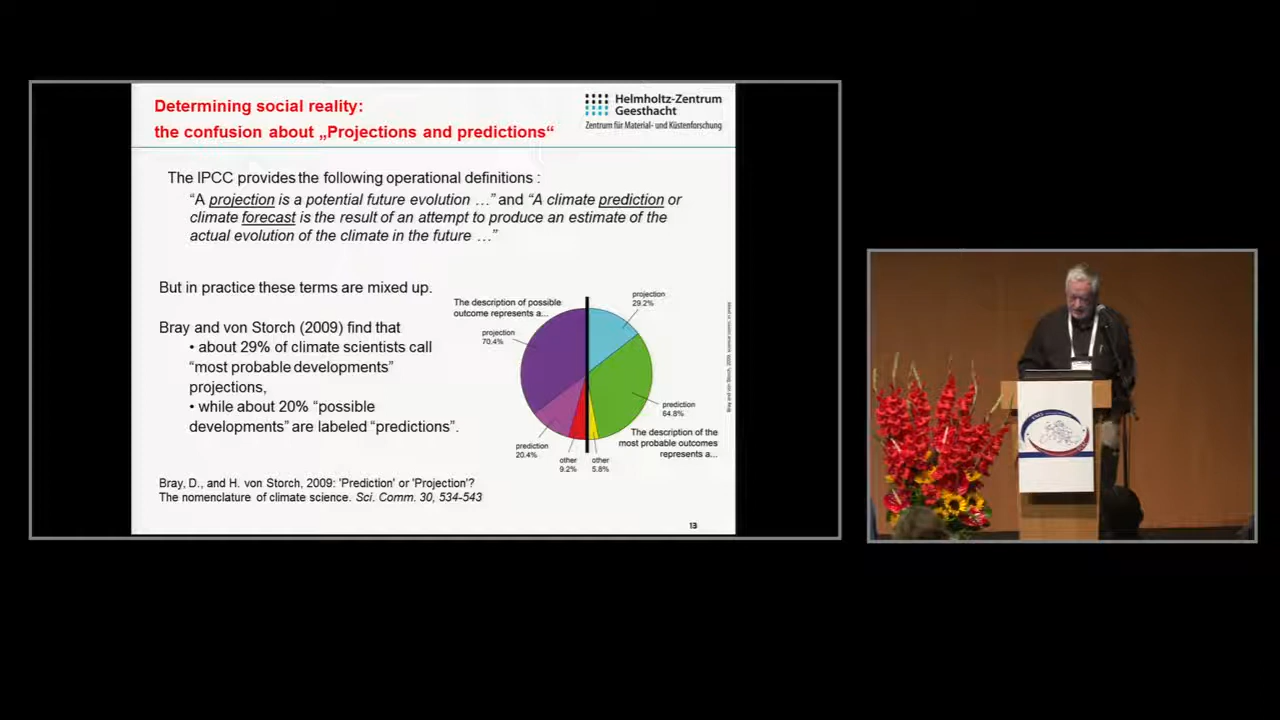 Determining social reality:
the confusion about „Projections and predictions“
Helmholtz-Zentrum
Geesthacht
Zentrum für Material- und Küstenforschung
The IPCC provides the following operational definitions :
“A projection is a potential future evolution …” and “A climate prediction or
climate forecast is the result of an attempt to produce an estimate of the
actual evolution of the climate in the future …”
But in practice these terms are mixed up.
Bray and von Storch (2009) find that
• about 29% of climate scientists call
“most probable developments”
projections,
• while about 20% “possible
developments” are labeled “predictions”.
The description of possible
outcome represents a...
projection
70.4%
projection
29.2%
prediction
64.8%
The description of the
most probable outcomes
represents a...
prediction
20.4%
other
9.2%
other
5.8%
Bray, D., and H. von Storch, 2009: 'Prediction' or 'Projection'?
The nomenclature of climate science. Sci. Comm. 30, 534-543
13